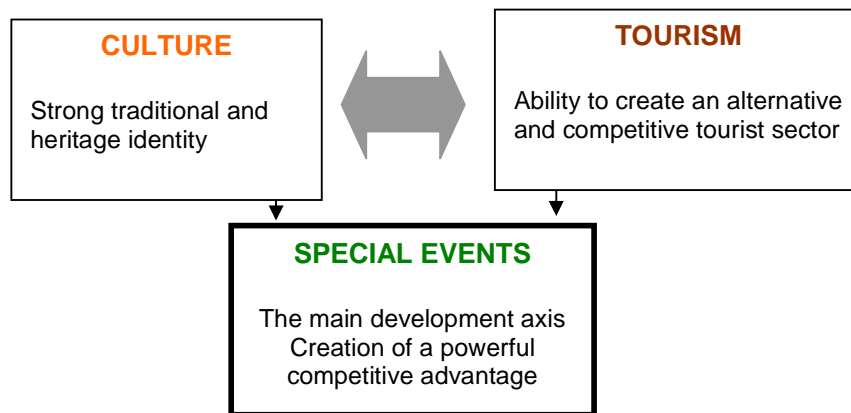 CULTURE
Strong traditional and
heritage identity
TOURISM
Ability to create an alternative
and competitive tourist sector
SPECIAL EVENTS
The main development axis
Creation of a powerful
competitive advantage